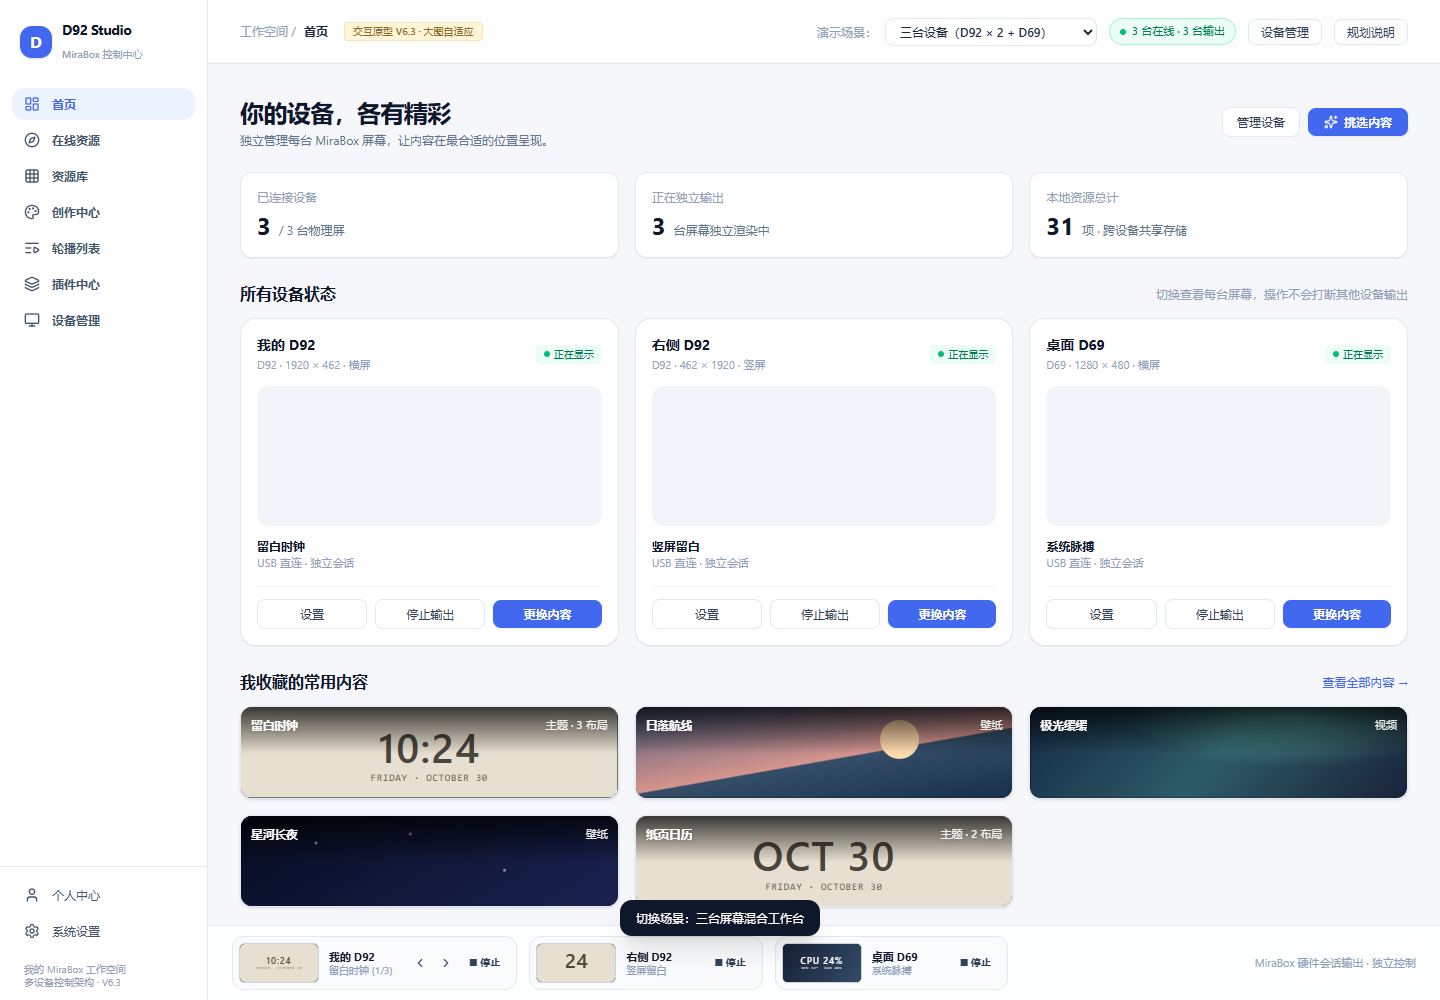 D
D92 Studio
MiraBox 控制中心
首页
在线资源
资源库
创作中心
轮播列表
插件中心
设备管理
个人中心
系统设置
我的 MiraBox 工作空间
多设备控制架构 · V6.3
工作空间 / 首页
交互原型 V6.3 · 大图自适应
演示场景：
三台设备（D92 × 2 + D69）
3 台在线 · 3 台输出
设备管理
规划说明
你的设备，各有精彩
独立管理每台 MiraBox 屏幕，让内容在最合适的位置呈现。
管理设备
挑选内容
已连接设备
3 / 3 台物理屏
正在独立输出
3 台屏幕独立渲染中
本地资源总计
31 项 · 跨设备共享存储
所有设备状态
切换查看每台屏幕，操作不会打断其他设备输出
我的 D92
D92 · 1920 × 462 · 横屏
正在显示
留白时钟
USB 直连 · 独立会话
设置
停止输出
更换内容
右侧 D92
D92 · 462 × 1920 · 竖屏
正在显示
竖屏留白
USB 直连 · 独立会话
设置
停止输出
更换内容
桌面 D69
D69 · 1280 × 480 · 横屏
正在显示
系统脉搏
USB 直连 · 独立会话
设置
停止输出
更换内容
我收藏的常用内容
查看全部内容 →
留白时钟
主题 · 3 布局
10:24
FRIDAY · OCTOBER 30
日落航线
壁纸
极光缓缓
视频
星河长夜
壁纸
纸页日历
主题 · 2 布局
OCT 30
FRIDAY · OCTOBER 30
切换场景：三台屏幕混合工作台
10:24
我的 D92
留白时钟 (1/3)
停止
24
右侧 D92
竖屏留白
停止
CPU 24%
桌面 D69
系统脉搏
停止
MiraBox 硬件会话输出 · 独立控制